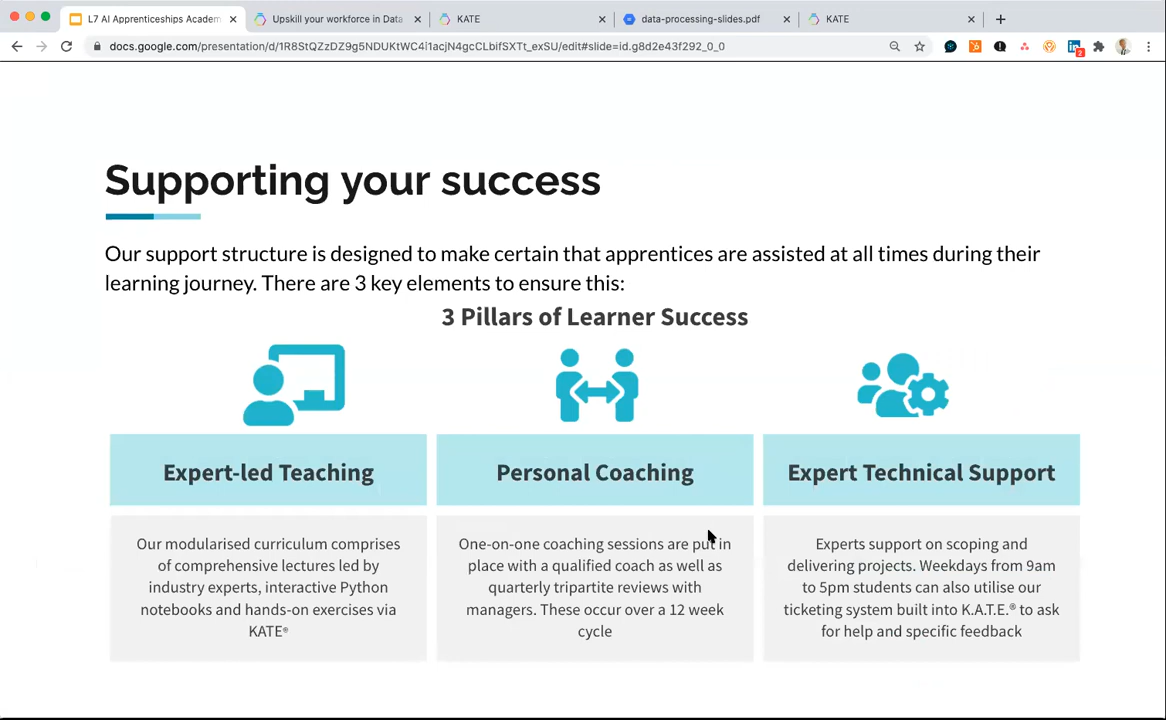 L7 AI Apprenticeships Academ
Upskill your workforce in Data
KATE
data-processing-slides.pdf
KATE
docs.google.com/presentation/d/1R8StQZzDZ9g5NDUKtWC4l1acjN4gcCLbifSXTt_exSU/edit#slide=id.g8d2e43f292_0_0
2
Supporting your success
Our support structure is designed to make certain that apprentices are assisted at all times during their
learning journey. There are 3 key elements to ensure this:
3 Pillars of Learner Success
Expert-led Teaching
Our modularised curriculum comprises
of comprehensive lectures led by
industry experts, interactive Python
notebooks and hands-on exercises via
KATE®
Personal Coaching
One-on-one coaching sessions are put in
place with a qualified coach as well as
quarterly tripartite reviews with
managers. These occur over a 12 week
cycle
Expert Technical Support
Experts support on scoping and
delivering projects. Weekdays from 9am
to 5pm students can also utilise our
ticketing system built into K.A.T.E.® to ask
for help and specific feedback